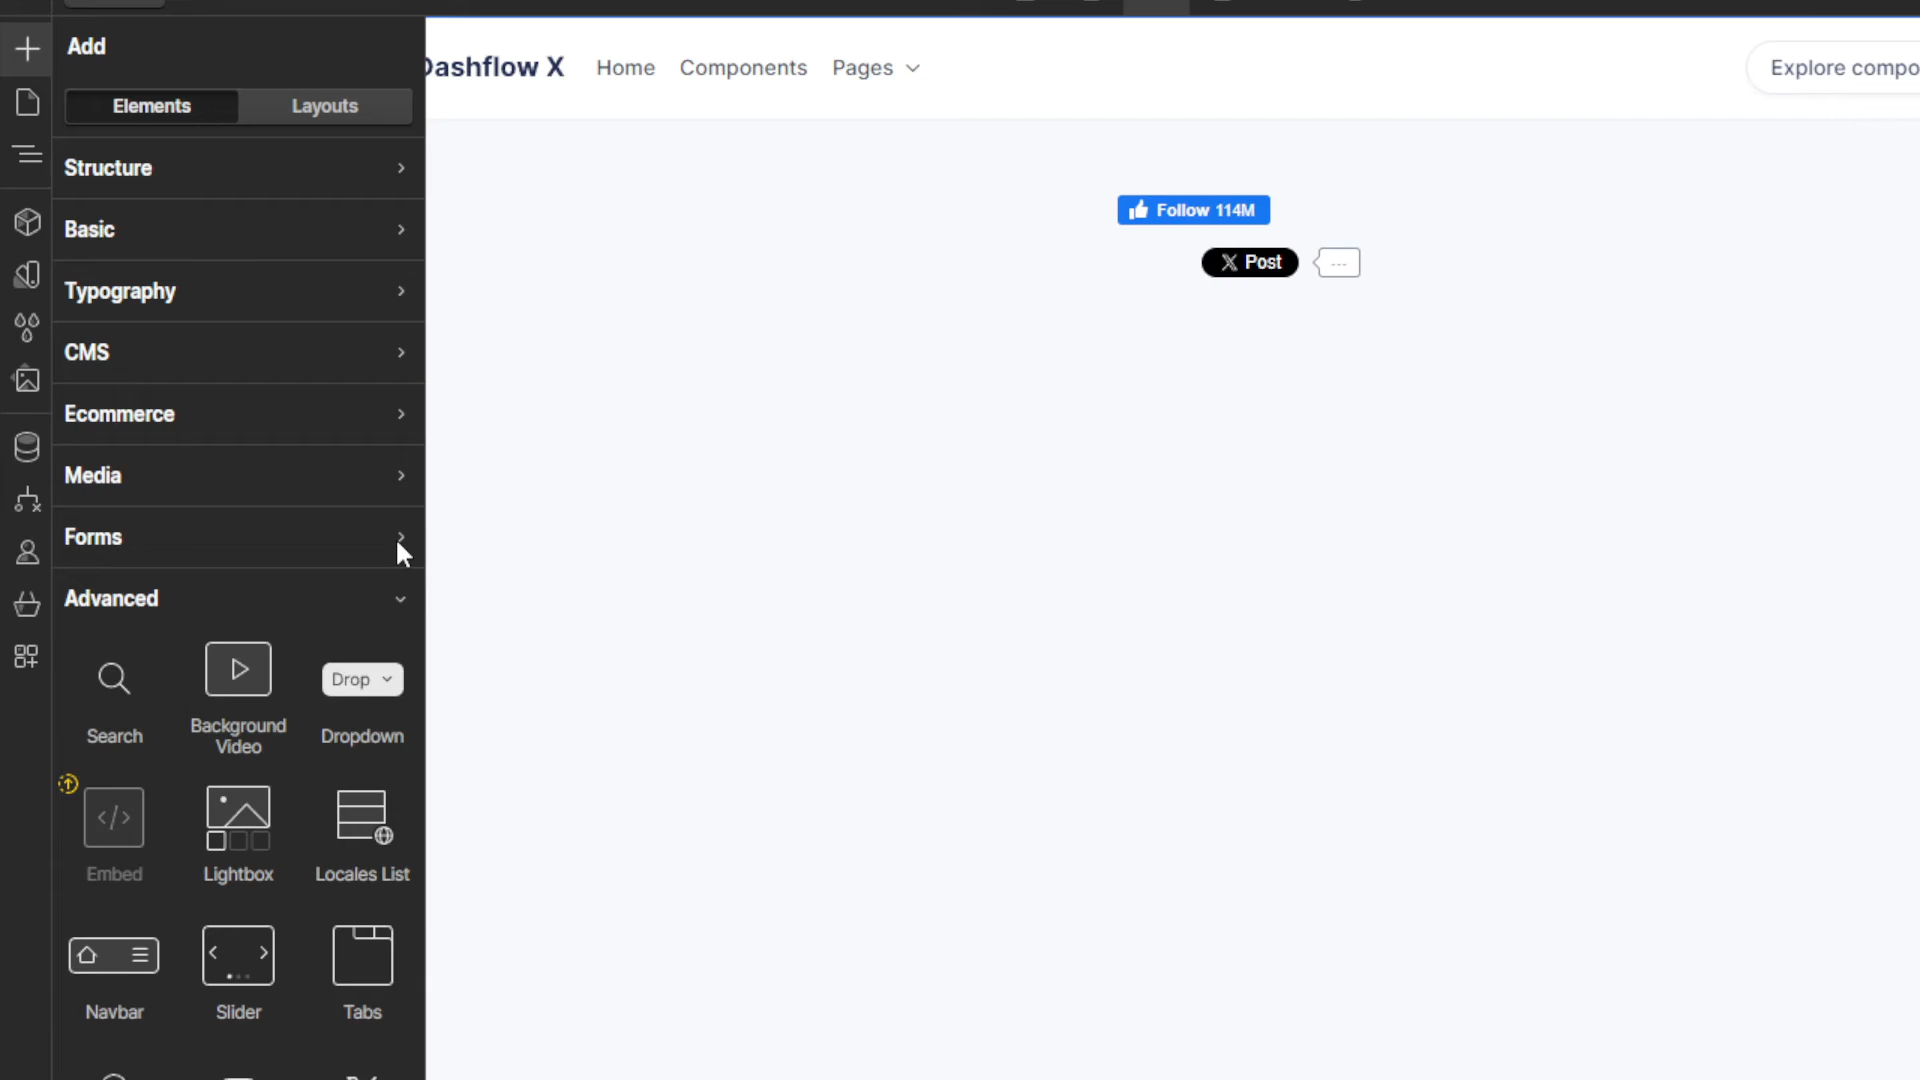 Add
Elements
Layouts
Structure
Basic
Typography
CMS
Ecommerce
Media
Forms
Advanced
Search
Background
Video
Drop
Dropdown
</>
Embed
Lightbox
Locales List
Navbar
Slider
Tabs
Dashflow X
Home
Components
Pages
Explore compo
Follow 114M
X Post
...